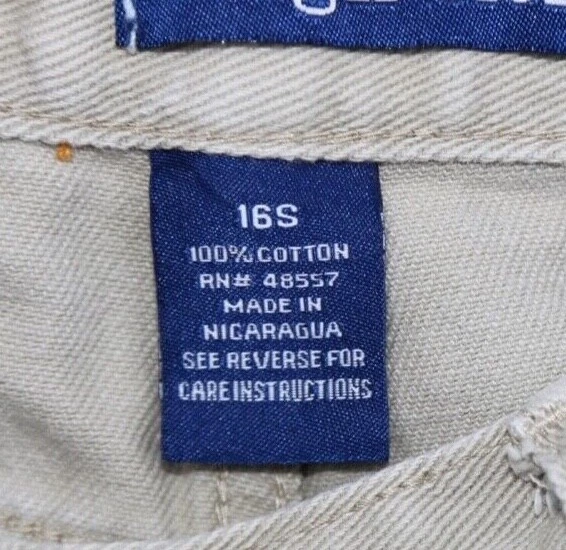 16S
100% COTTON
RN# 48557
MADE IN
NICARAGUA
SEE REVERSE FOR
CARE INSTRUCTIONS